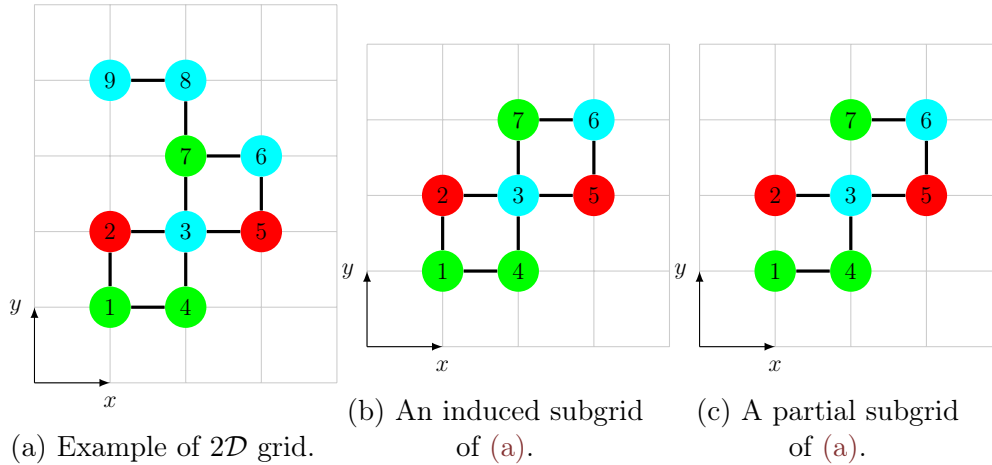 9 8
7 6
2 3 5
1 4
y
x
(a) Example of 2𝒟 grid.
7 6
2 3 5
1 4
y
x
(b) An induced subgrid
of (a).
7 6
2 3 5
1 4
y
x
(c) A partial subgrid
of (a).